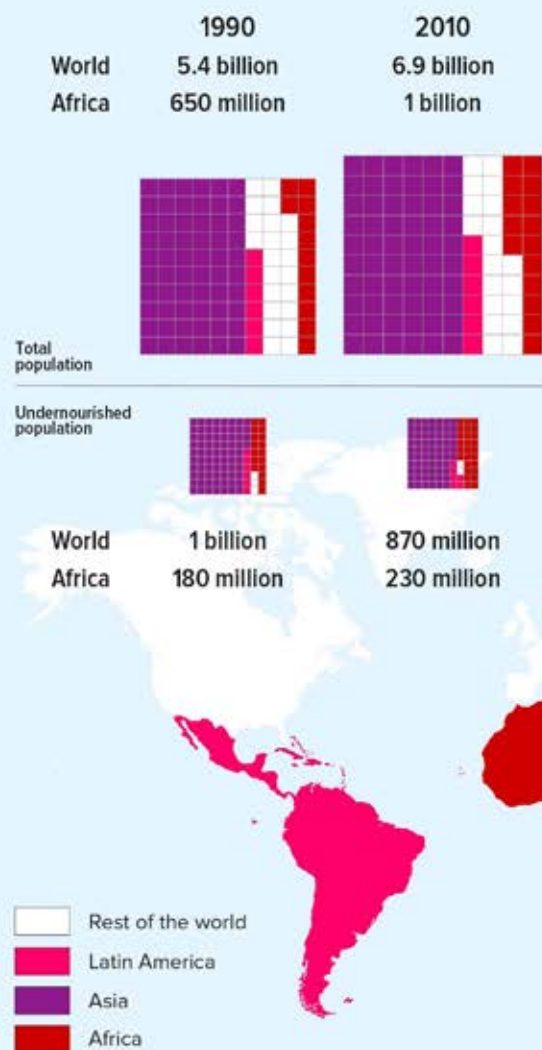 1990 2010
World 5.4 billion 6.9 billion
Africa 650 million 1 billion
Total
population
Undernourished
population
World 1 billion 870 million
Africa 180 million 230 million
Rest of the world
Latin America
Asia
Africa